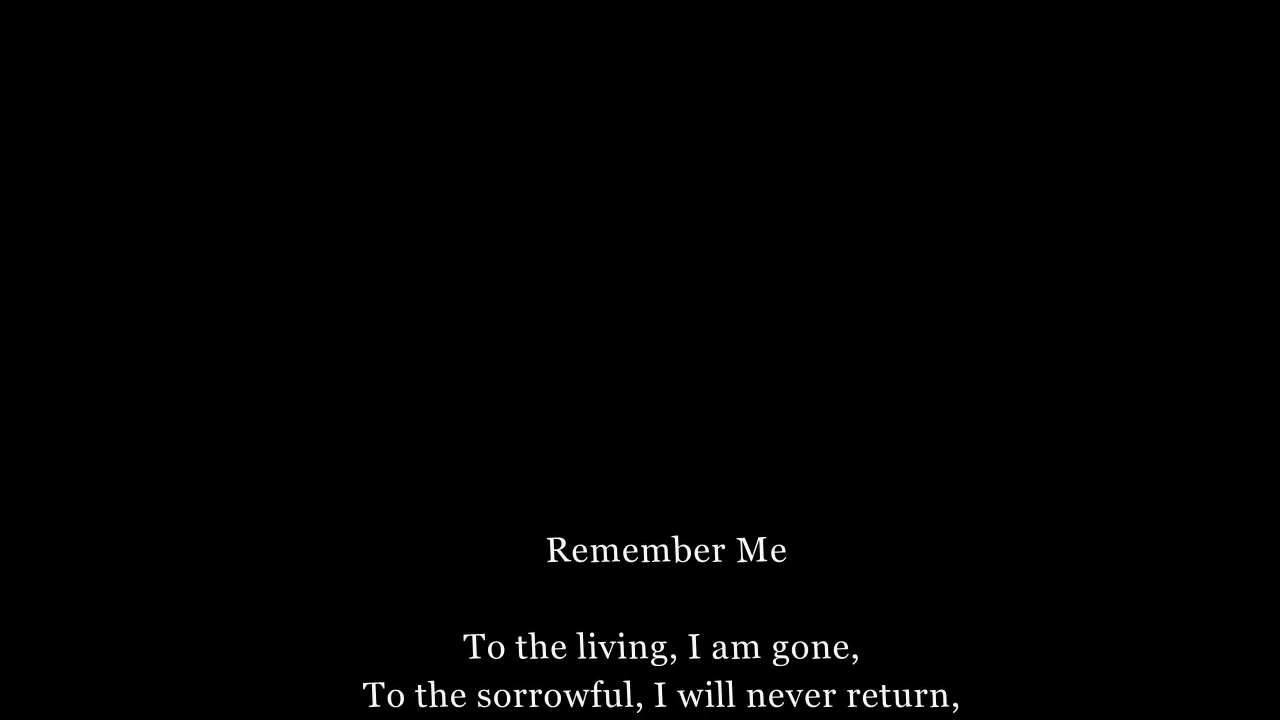 Remember Me
To the living, I am gone,
To the sorrowful, I will never return,